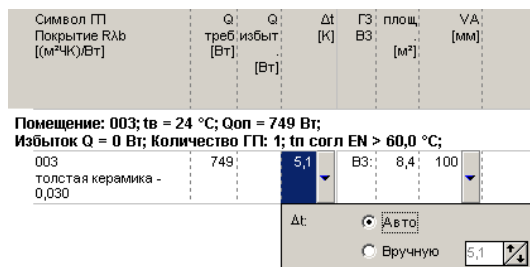 Символ ГП Q Q Δt ГЗ: площ VA
Покрытие Rλb треб избыт [K] ВЗ . [мм]
[(м²ЧК)/Вт] [Вт] . [м²]
[Вт]
Помещение: 003; tв = 24 °C; Qоп = 749 Вт;
Избыток Q = 0 Вт; Количество ГП: 1; tп согл EN > 60,0 °C;
003 749 5,1 ВЗ: 8,4 100
толстая керамика -
0,030
Δt: Авто
Вручную 5,1